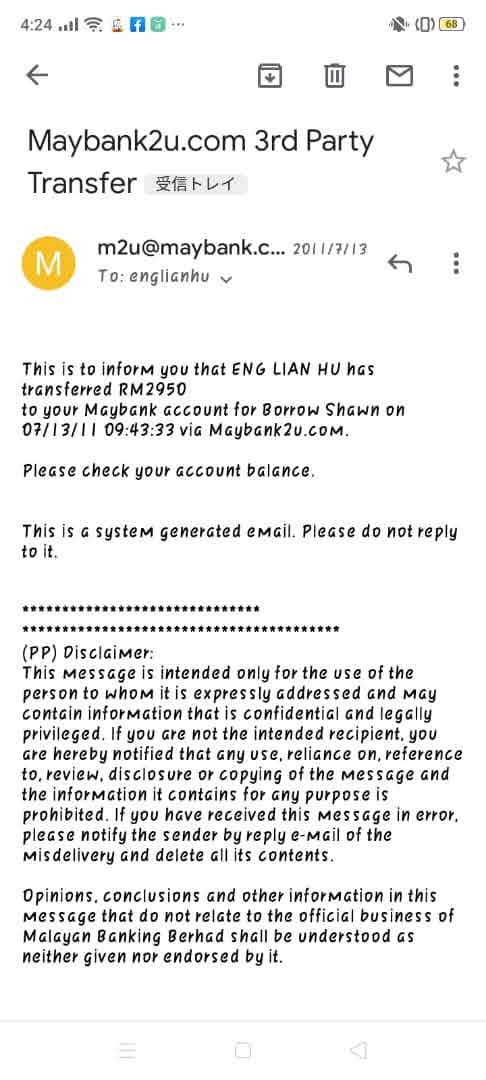 4:24
68
Maybank2u.com 3rd Party
Transfer 受信トレイ
M
m2u@maybank.c... 2011/7/13
To: englianhu
This is to inform you that ENG LIAN HU has
transferred RM2950
to your Maybank account for Borrow Shawn on
07/13/11 09:43:33 via Maybank2u.com.
Please check your account balance.
This is a system generated email. Please do not reply
to it.
******************************
****************************************
(PP) Disclaimer:
This message is intended only for the use of the
person to whom it is expressly addressed and may
contain information that is confidential and legally
privileged. If you are not the intended recipient, you
are hereby notified that any use, reliance on, reference
to, review, disclosure or copying of the message and
the information it contains for any purpose is
prohibited. If you have received this message in error,
please notify the sender by reply e-mail of the
misdelivery and delete all its contents.
Opinions, conclusions and other information in this
message that do not relate to the official business of
Malayan Banking Berhad shall be understood as
neither given nor endorsed by it.